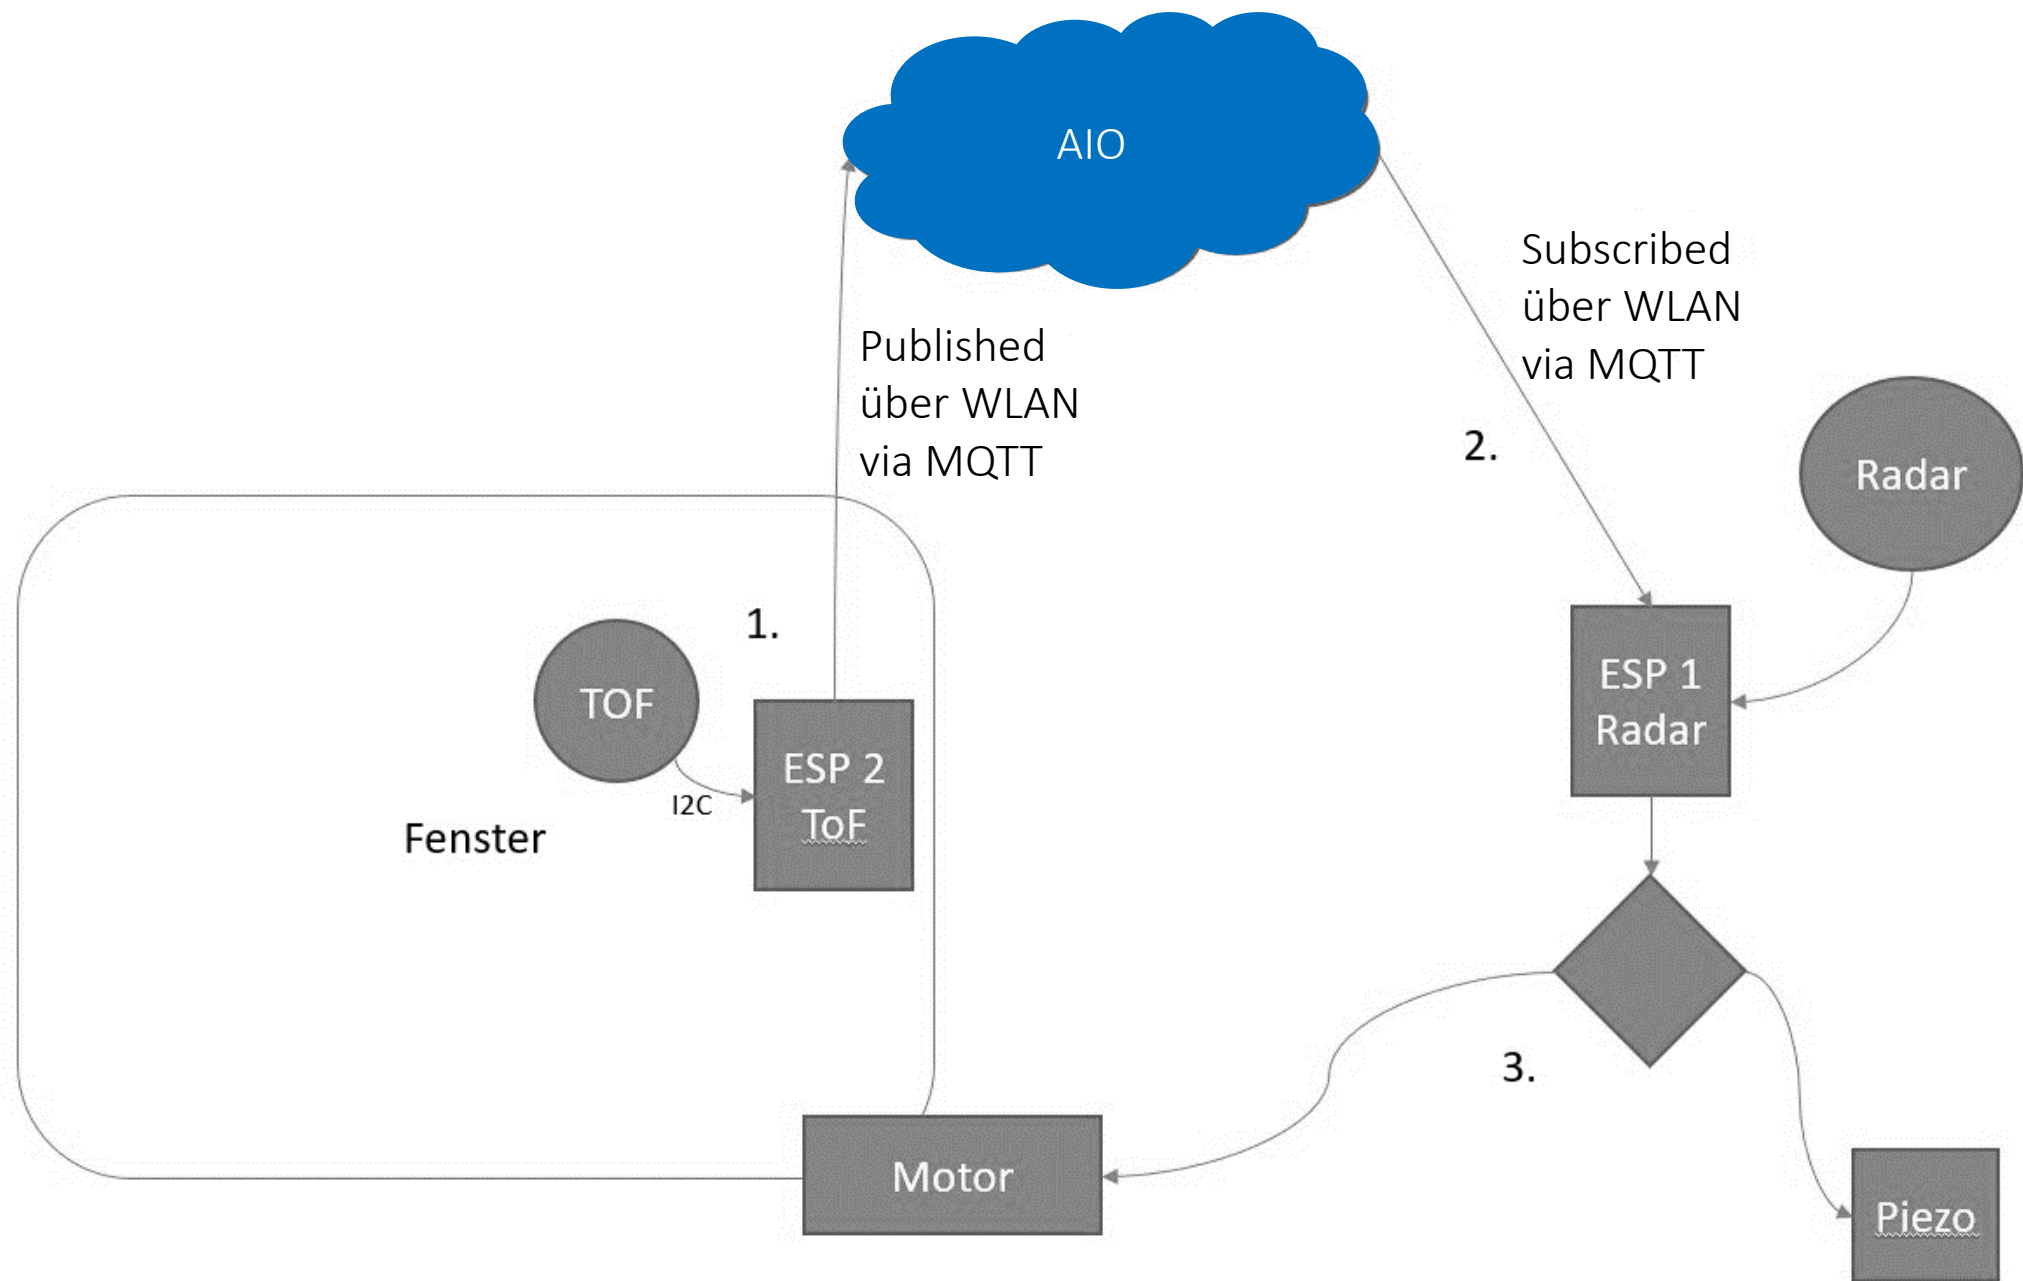 AIO
Subscribed
über WLAN
via MQTT
Published
über WLAN
via MQTT
2.
Radar
1.
TOF
I2C
ESP 2
ToF
Fenster
ESP 1
Radar
3.
Motor
Piezo